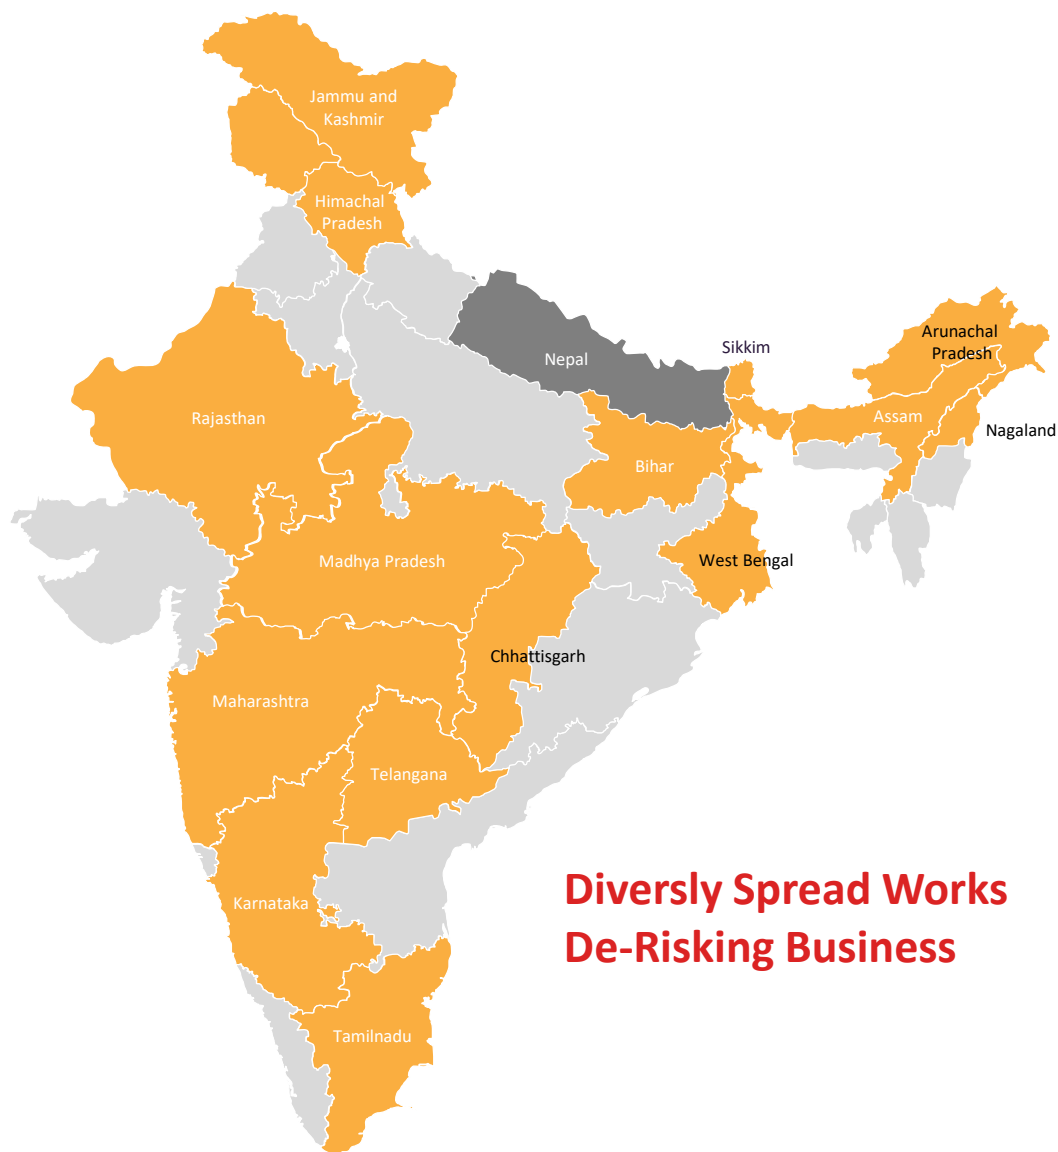 Jammu and
Kashmir
Himachal
Pradesh
Nepal
Sikkim
Arunachal
Pradesh
Rajasthan
Assam
Nagaland
Bihar
Madhya Pradesh
West Bengal
Chhattisgarh
Maharashtra
Telangana
Karnataka
Diversly Spread Works
De-Risking Business
Tamilnadu